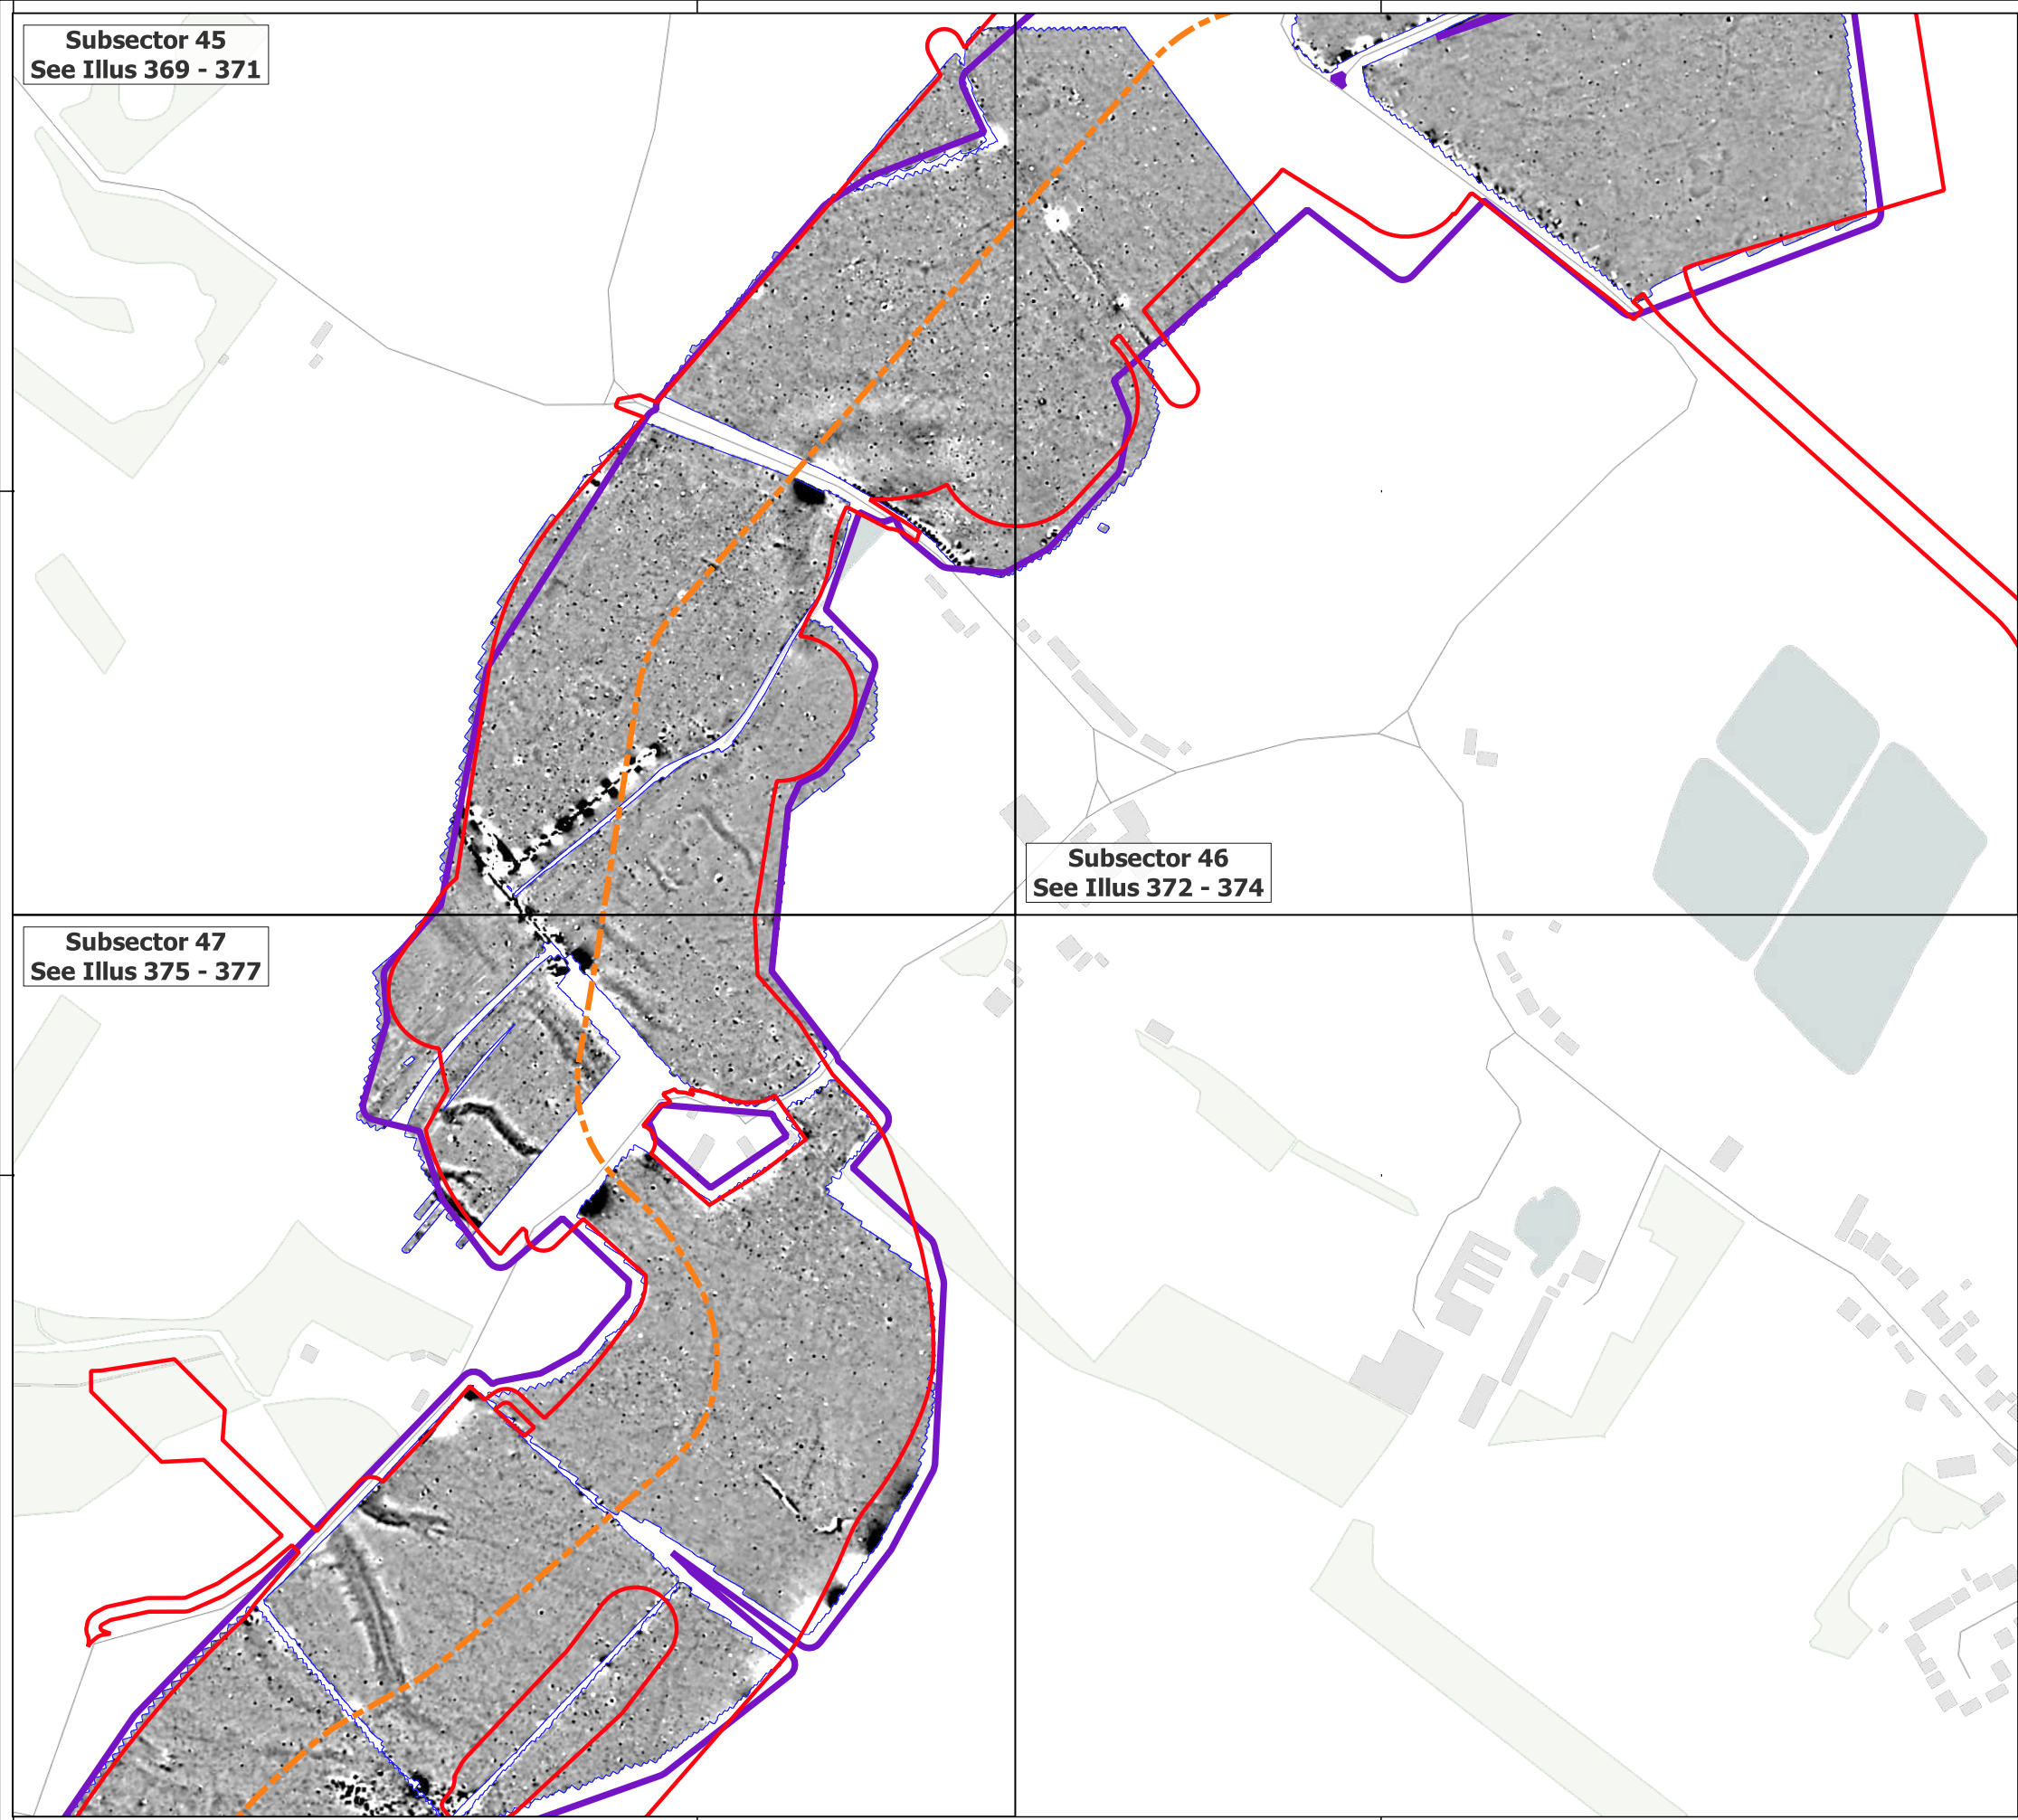 Subsector 45
See Illus 369 - 371
Subsector 46
See Illus 372 - 374
Subsector 47
See Illus 375 - 377